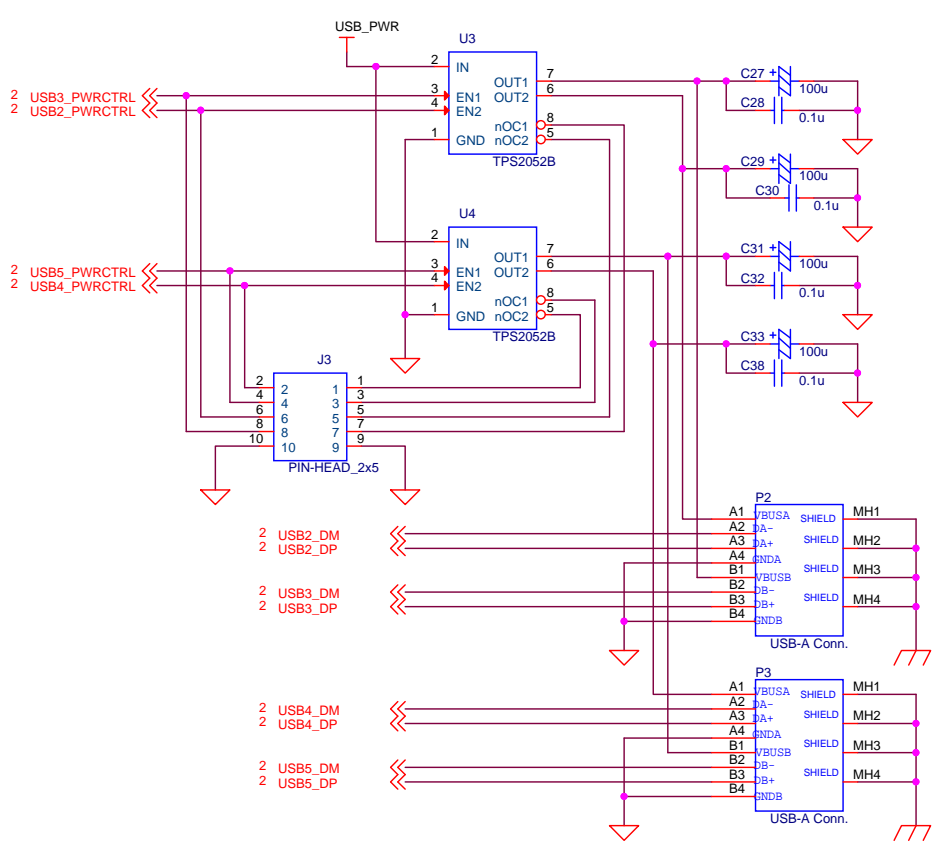 USB_PWR
U3
2 IN
OUT1 7
2 USB3_PWRCTRL
3 EN1
OUT2 6
2 USB2_PWRCTRL
4 EN2
nOC1 8
1 GND
nOC2 5
TPS2052B
C27 + 100u
C28 0.1u
C29 + 100u
C30 0.1u
U4
2 IN
OUT1 7
2 USB5_PWRCTRL
3 EN1
OUT2 6
2 USB4_PWRCTRL
4 EN2
nOC1 8
1 GND
nOC2 5
TPS2052B
C31 + 100u
C32 0.1u
C33 + 100u
C38 0.1u
J3
2 2 1 1
4 4 3 3
6 6 5 5
8 8 7 7
10 10 9 9
PIN-HEAD_2x5
P2
A1 VBUSA SHIELD MH1
2 USB2_DM
A2 DA-
2 USB2_DP
A3 DA+ SHIELD MH2
A4 GNDA
B1 VBUSB SHIELD MH3
2 USB3_DM
B2 DB-
2 USB3_DP
B3 DB+ SHIELD MH4
B4 GNDB
USB-A Conn.
P3
A1 VBUSA SHIELD MH1
2 USB4_DM
A2 DA-
2 USB4_DP
A3 DA+ SHIELD MH2
A4 GNDA
B1 VBUSB SHIELD MH3
2 USB5_DM
B2 DB-
2 USB5_DP
B3 DB+ SHIELD MH4
B4 GNDB
USB-A Conn.